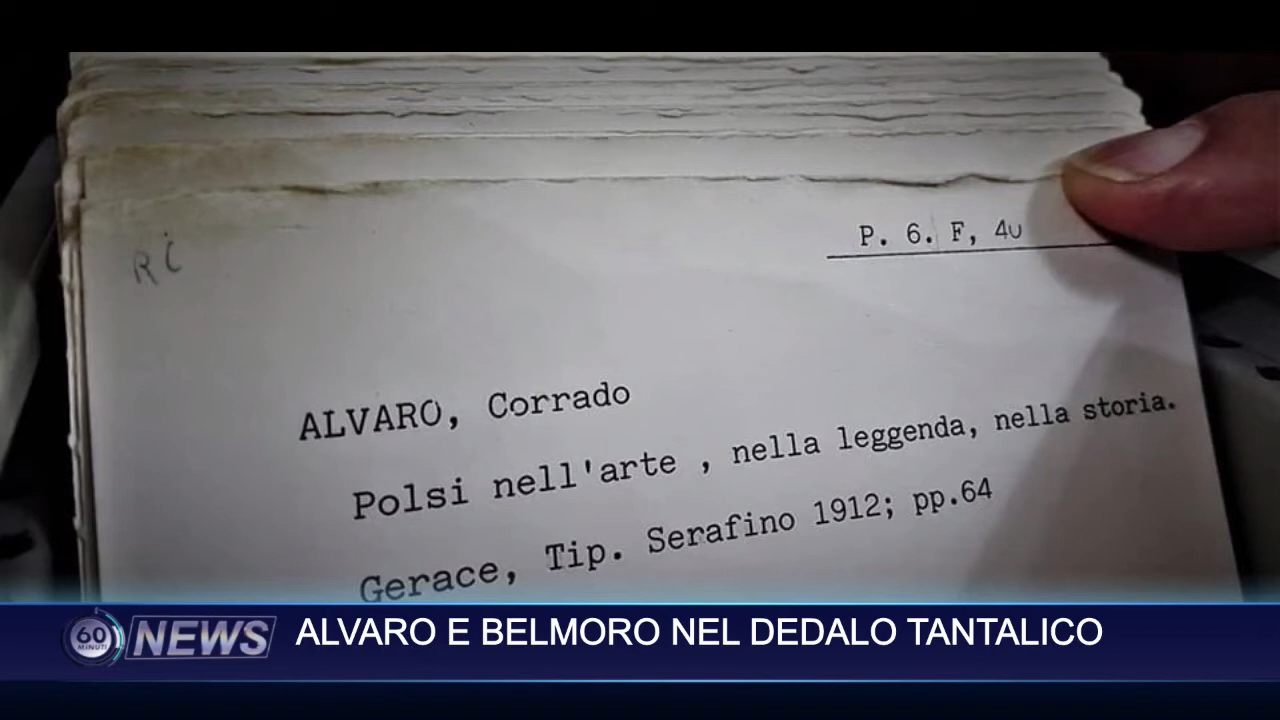 Ri
P. 6. F, 40
ALVARO, Corrado
Polsi nell'arte , nella leggenda, nella storia.
Gerace, Tip. Serafino 1912; pp.64
60 MINUTI NEWS
ALVARO E BELMORO NEL DEDALO TANTALICO